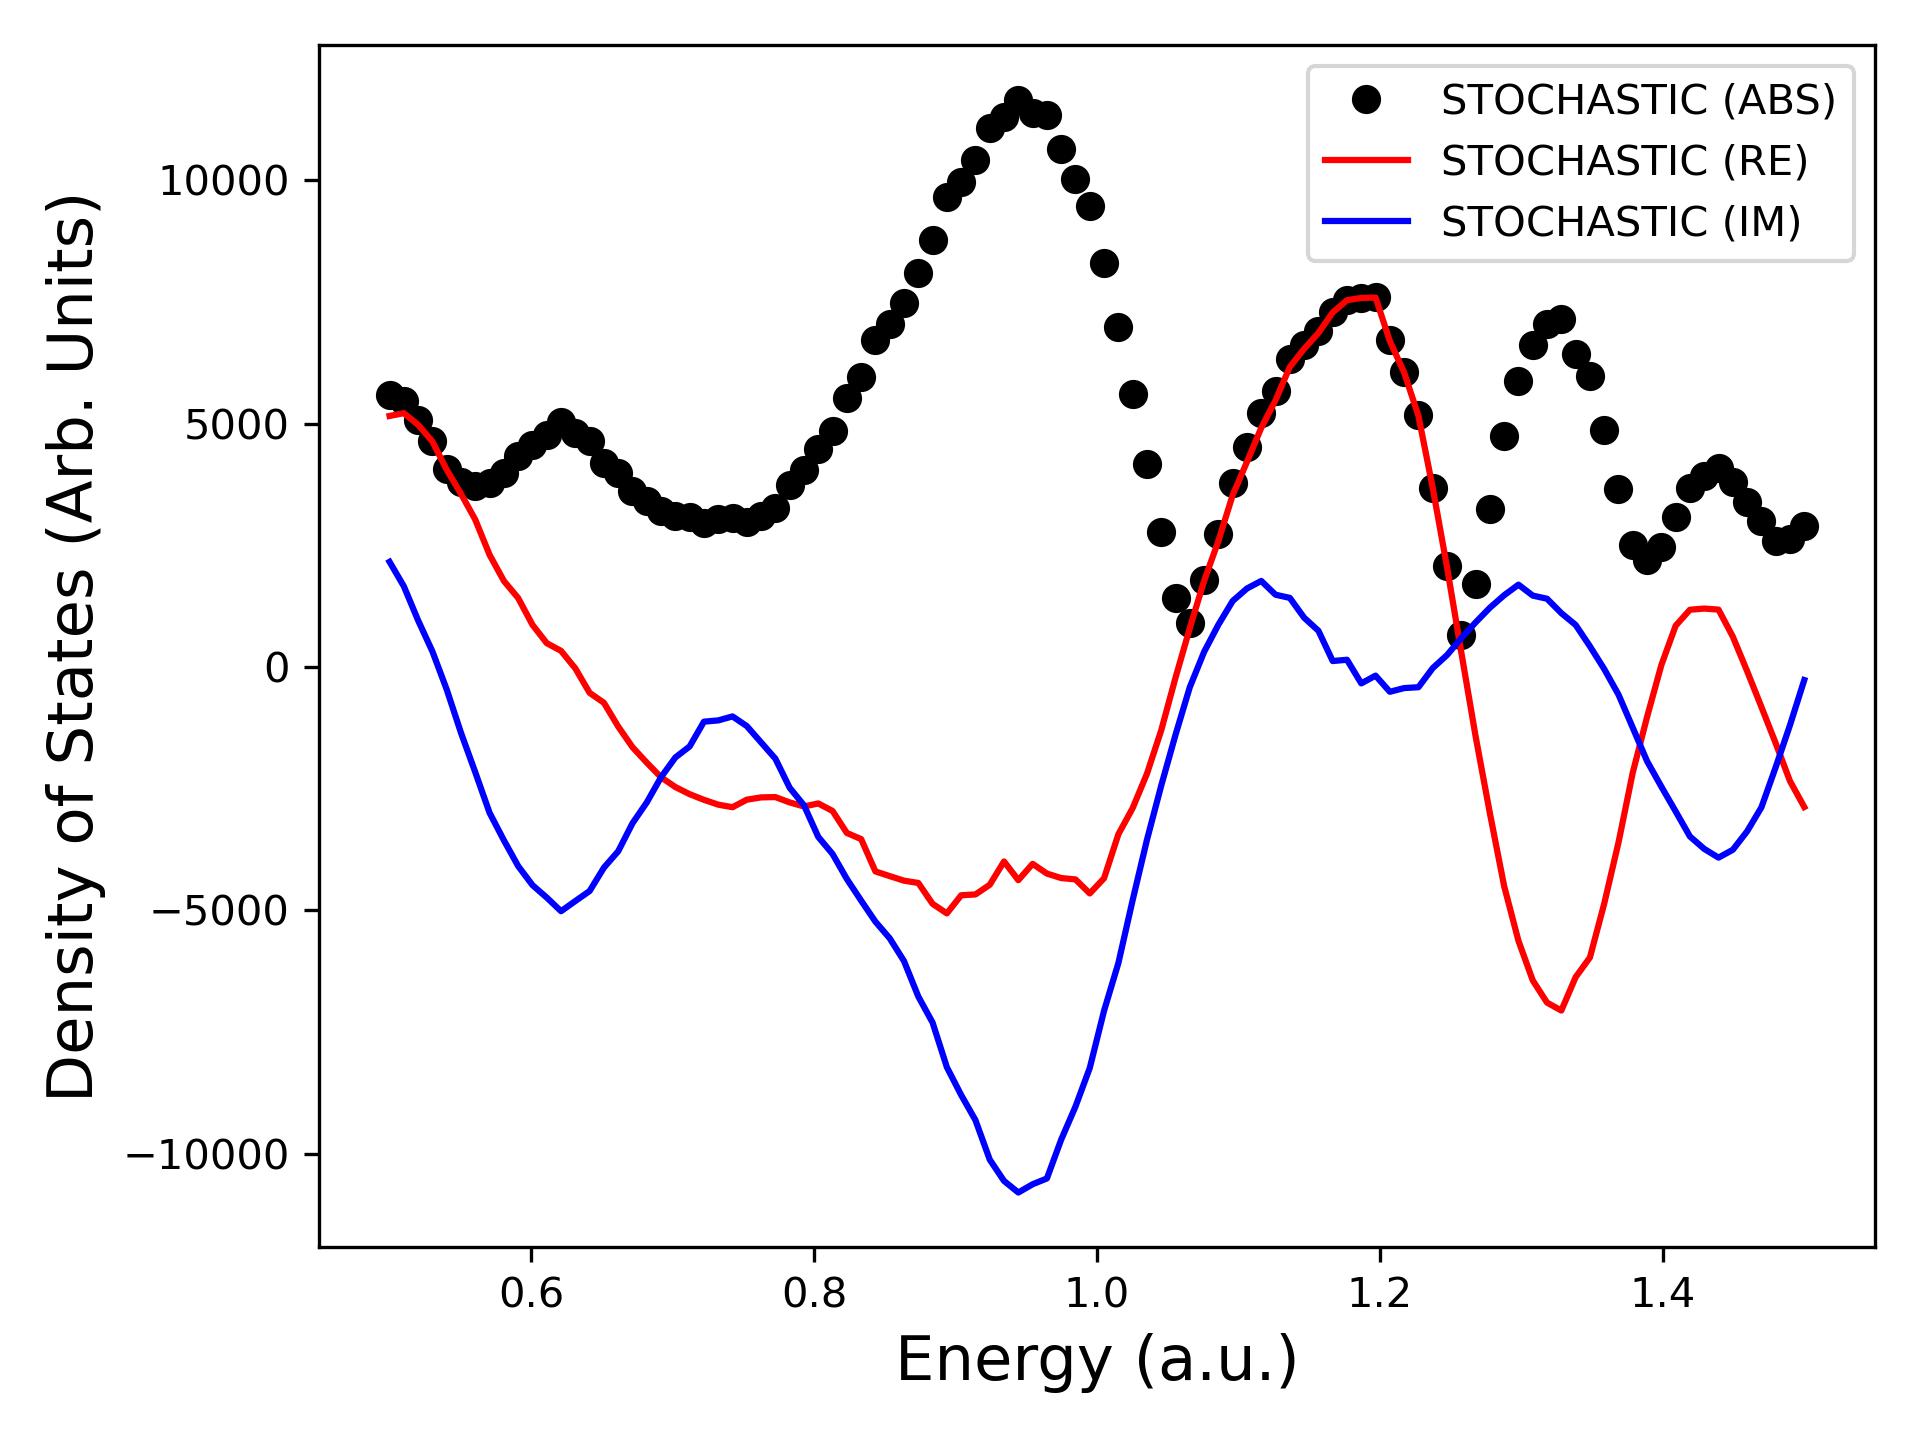 Density of States (Arb. Units)
10000
5000
0
−5000
−10000
STOCHASTIC (ABS)
STOCHASTIC (RE)
STOCHASTIC (IM)
0.6 0.8 1.0 1.2 1.4
Energy (a.u.)